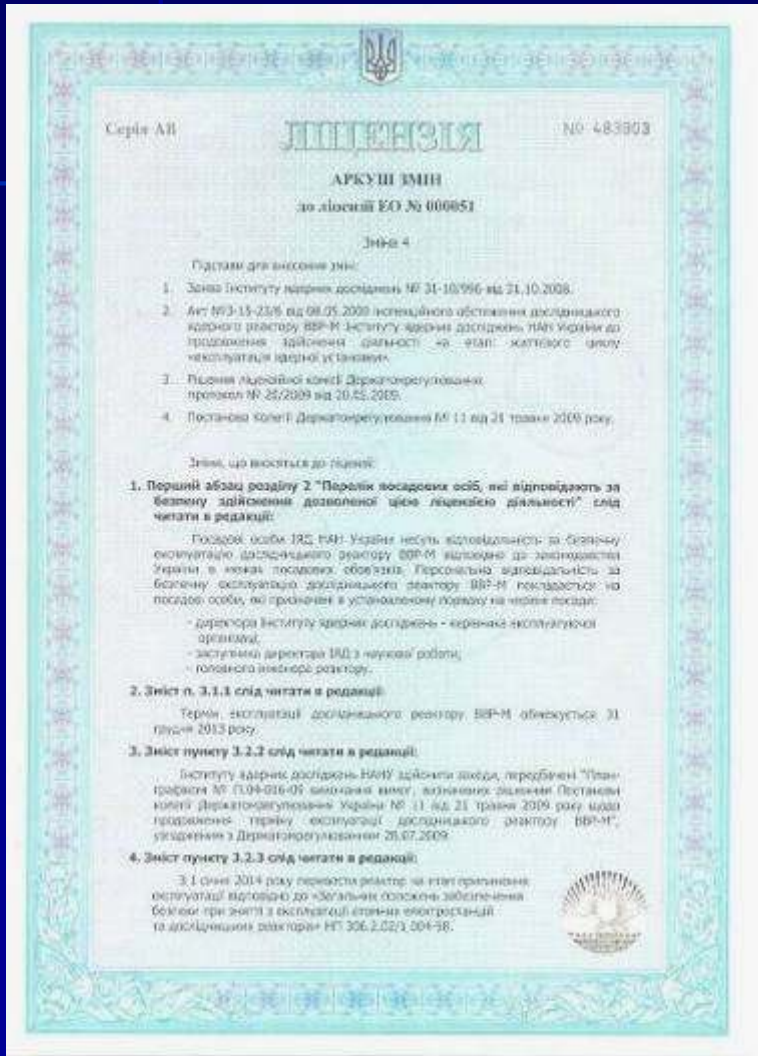 Серія АВ
ЛІЦЕНЗІЯ
№ 483303
АРКУШ ЗМІН
до ліцензії ЕО № 000051
Зміна 4
Підстави для внесення змін:
1. Заява Інституту ядерних досліджень № 31-10/996 від 31.10.2008.
2. Акт №3-15-23/6 від 08.05.2009 інспекційного обстеження дослідницького
ядерного реактору ВВР-М Інституту ядерних досліджень НАН України до
продовження здійснення діяльності на етапі життєвого циклу
«експлуатація ядерної установки».
3. Рішення ліцензійної комісії Держатомрегулювання
протокол № 20/2009 від 20.05.2009.
4. Постанова Колегії Держатомрегулювання № 11 від 21 травня 2009 року.
Зміни, що вносяться до ліцензії:
1. Перший абзац розділу 2 "Перелік посадових осіб, які відповідають за
безпеку здійснення дозволеної цією ліцензією діяльності" слід
читати в редакції:
Посадові особи ІЯД НАН України несуть відповідальність за безпечну
експлуатацію дослідницького реактору ВВР-М відповідно до законодавства
України в межах посадових обов'язків. Персональна відповідальність за
безпечну експлуатацію дослідницького реактору ВВР-М покладається на
посадові особи, які призначені в установленому порядку на черегові посади:
- директора Інституту ядерних досліджень - керівника експлуатуючої
організації;
- заступника директора ІЯД з наукової роботи;
- головного інженера реактору.
2. Зміст п. 3.1.1 слід читати в редакції:
Термін експлуатації дослідницького реактору ВВР-М обмежується 31
грудня 2013 року.
3. Зміст пункту 3.2.2 слід читати в редакції:
Інституту ядерних досліджень НАНУ здійснити заходи, передбачені "План-
графіком № П.04-016-09 виконання вимог, визначених рішенням Постанови
колегії Держатомрегулювання України № 11 від 21 травня 2009 року щодо
продовження терміну експлуатації дослідницького реактору ВВР-М",
узгодженим з Держатомрегулюванням 28.07.2009.
4. Зміст пункту 3.2.3 слід читати в редакції:
З 1 січня 2014 року перевести реактор на етап припинення
експлуатації відповідно до «Загальних положень забезпечення
безпеки при знятті з експлуатації атомних електростанцій
та дослідницьких реакторів» НП 306.2.02/1.004-98.